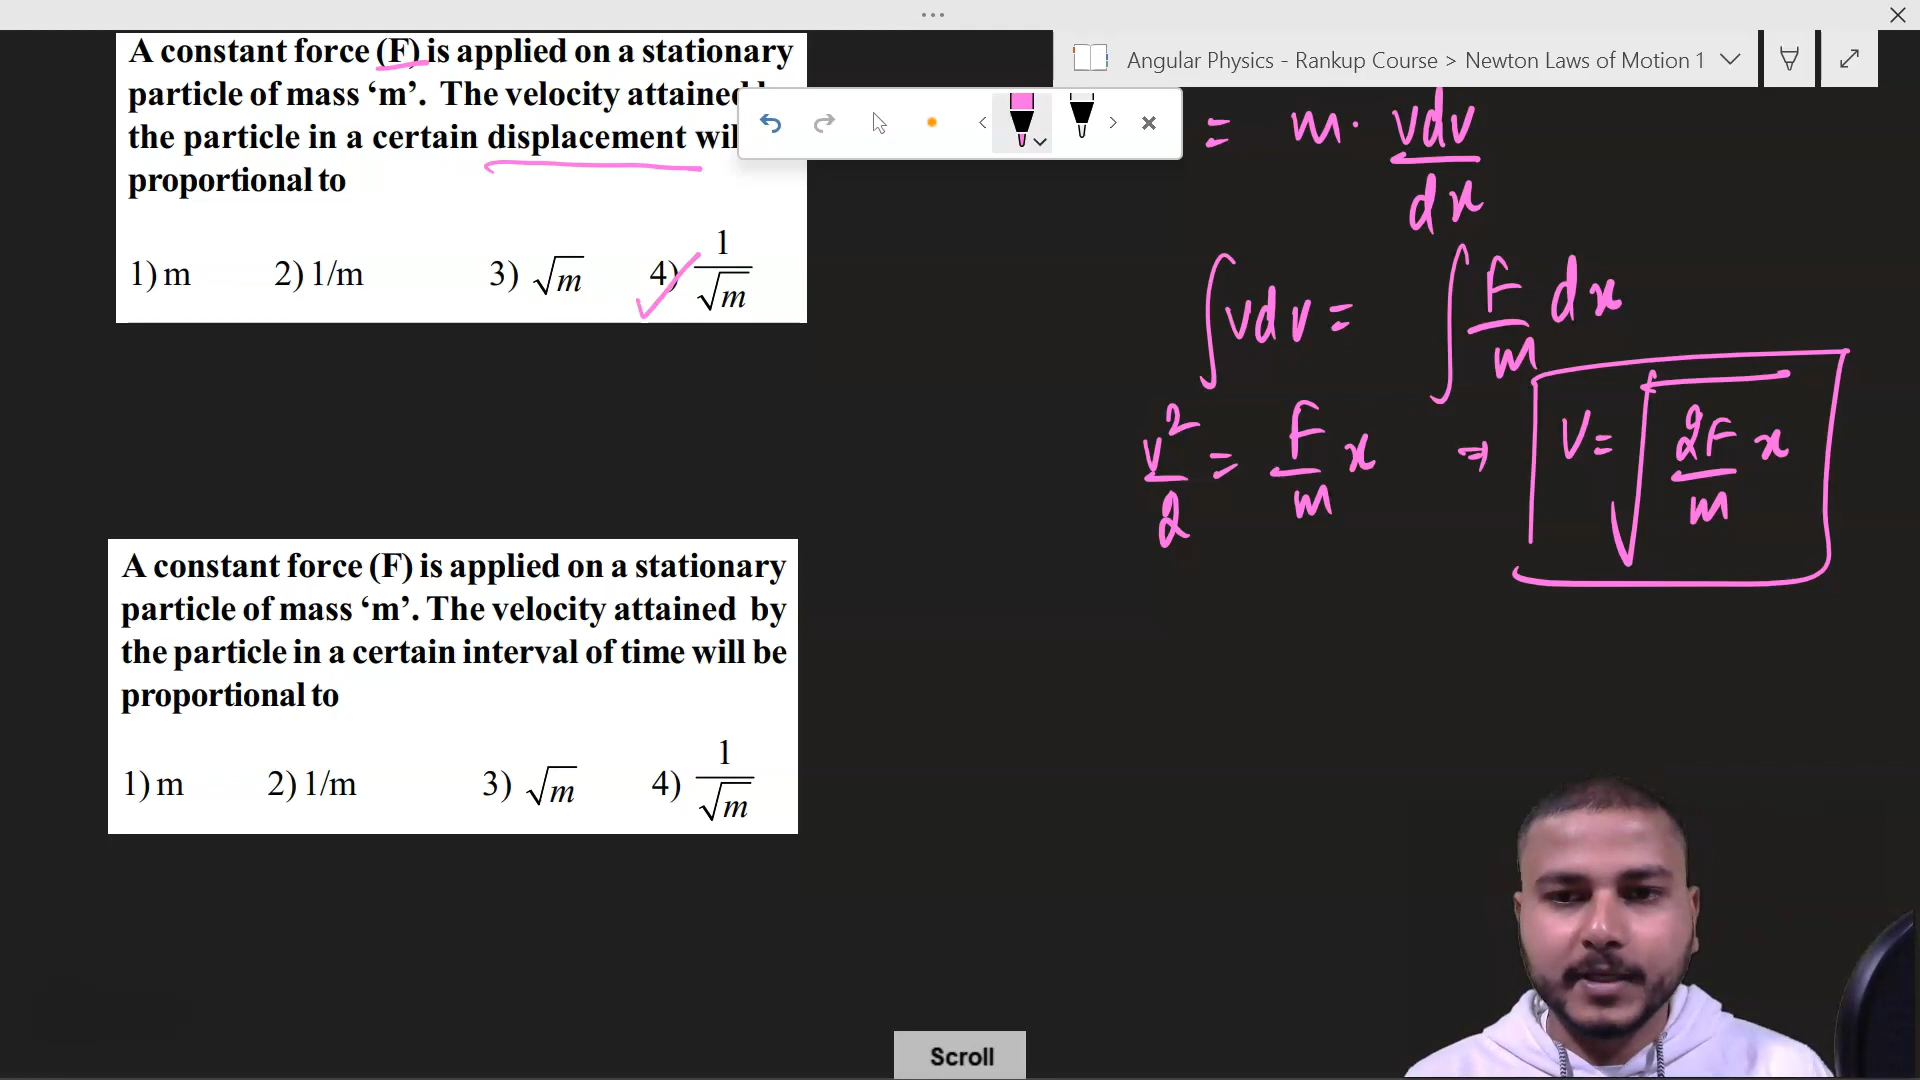 A constant force (F) is applied on a stationary
particle of mass ‘m’. The velocity attained
the particle in a certain displacement
proportional to
1) m 2) 1/m 3) √m 4) 1/√m
Angular Physics - Rankup Course > Newton Laws of Motion 1
= m. vdv/dx
∫vdv = ∫F/m dx
v²/2 = F/m x ⇒ V = √(2F/m x)
A constant force (F) is applied on a stationary
particle of mass ‘m’. The velocity attained by
the particle in a certain interval of time will be
proportional to
1) m 2) 1/m 3) √m 4) 1/√m
Scroll